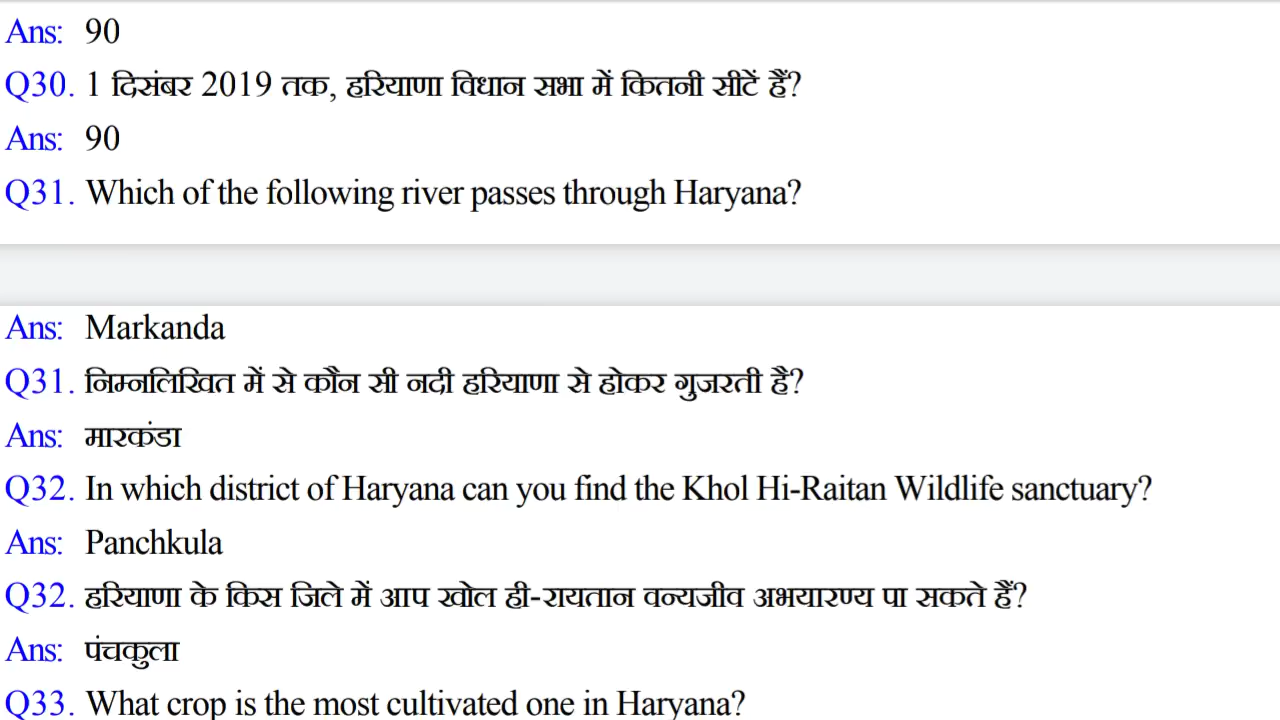 Ans: 90
Q30. 1 दिसंबर 2019 तक, हरियाणा विधान सभा में कितनी सीटें हैं?
Ans: 90
Q31. Which of the following river passes through Haryana?
Ans: Markanda
Q31. निम्नलिखित में से कौन सी नदी हरियाणा से होकर गुजरती है?
Ans: मारकंडा
Q32. In which district of Haryana can you find the Khol Hi-Raitan Wildlife sanctuary?
Ans: Panchkula
Q32. हरियाणा के किस जिले में आप खोल ही-रायतान वन्यजीव अभयारण्य पा सकते हैं?
Ans: पंचकुला
Q33. What crop is the most cultivated one in Haryana?